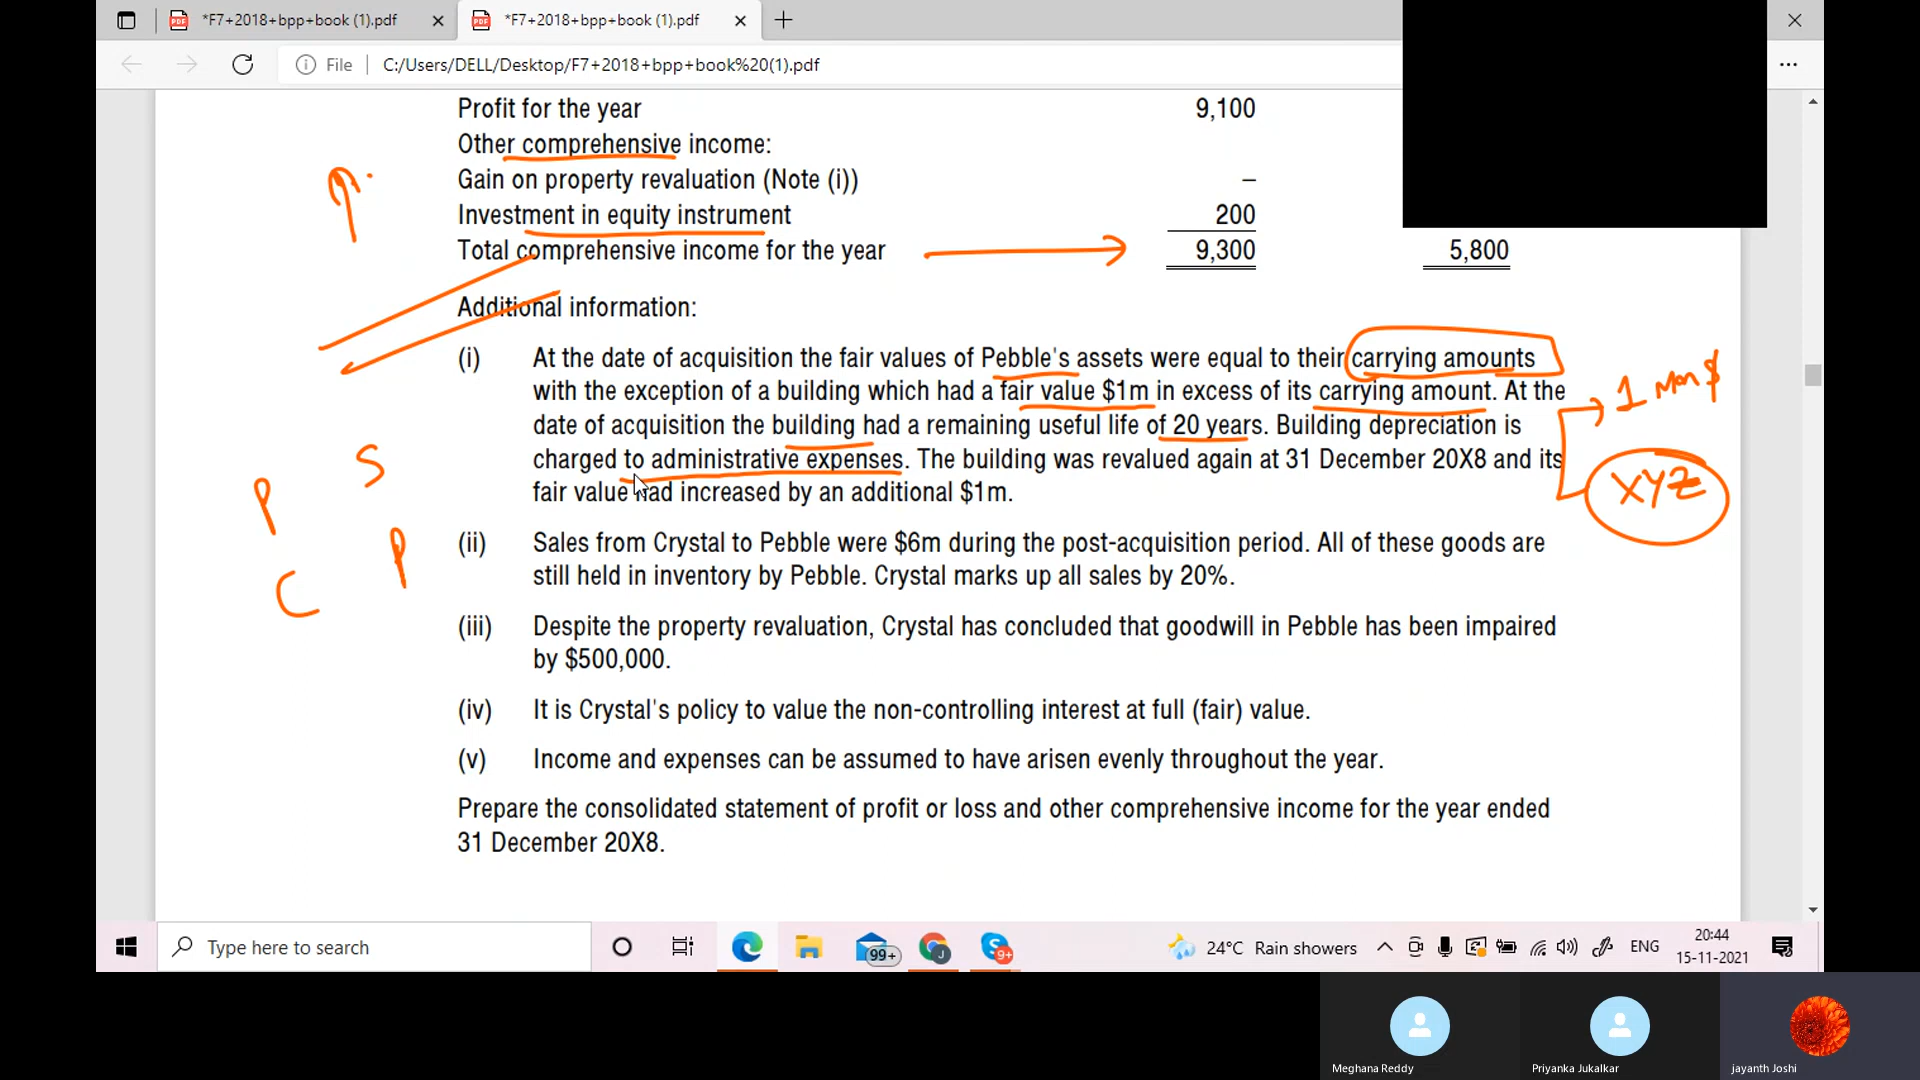 *F7+2018+bpp+book (1).pdf
*F7+2018+bpp+book (1).pdf
File
C:/Users/DELL/Desktop/F7+2018+bpp+book%20(1).pdf
Profit for the year 9,100
Other comprehensive income:
Gain on property revaluation (Note (i)) –
Investment in equity instrument 200
Total comprehensive income for the year 9,300 5,800
Additional information:
(i) At the date of acquisition the fair values of Pebble's assets were equal to their carrying amounts
with the exception of a building which had a fair value $1m in excess of its carrying amount. At the
date of acquisition the building had a remaining useful life of 20 years. Building depreciation is
charged to administrative expenses. The building was revalued again at 31 December 20X8 and its
fair value had increased by an additional $1m.
1 Mon $
XYZ
P S
C P
(ii) Sales from Crystal to Pebble were $6m during the post-acquisition period. All of these goods are
still held in inventory by Pebble. Crystal marks up all sales by 20%.
(iii) Despite the property revaluation, Crystal has concluded that goodwill in Pebble has been impaired
by $500,000.
(iv) It is Crystal's policy to value the non-controlling interest at full (fair) value.
(v) Income and expenses can be assumed to have arisen evenly throughout the year.
Prepare the consolidated statement of profit or loss and other comprehensive income for the year ended
31 December 20X8.
Type here to search
99+
J
9+
24°C Rain showers
ENG
20:44
15-11-2021
Meghana Reddy
Priyanka Jukalkar
jayanth Joshi